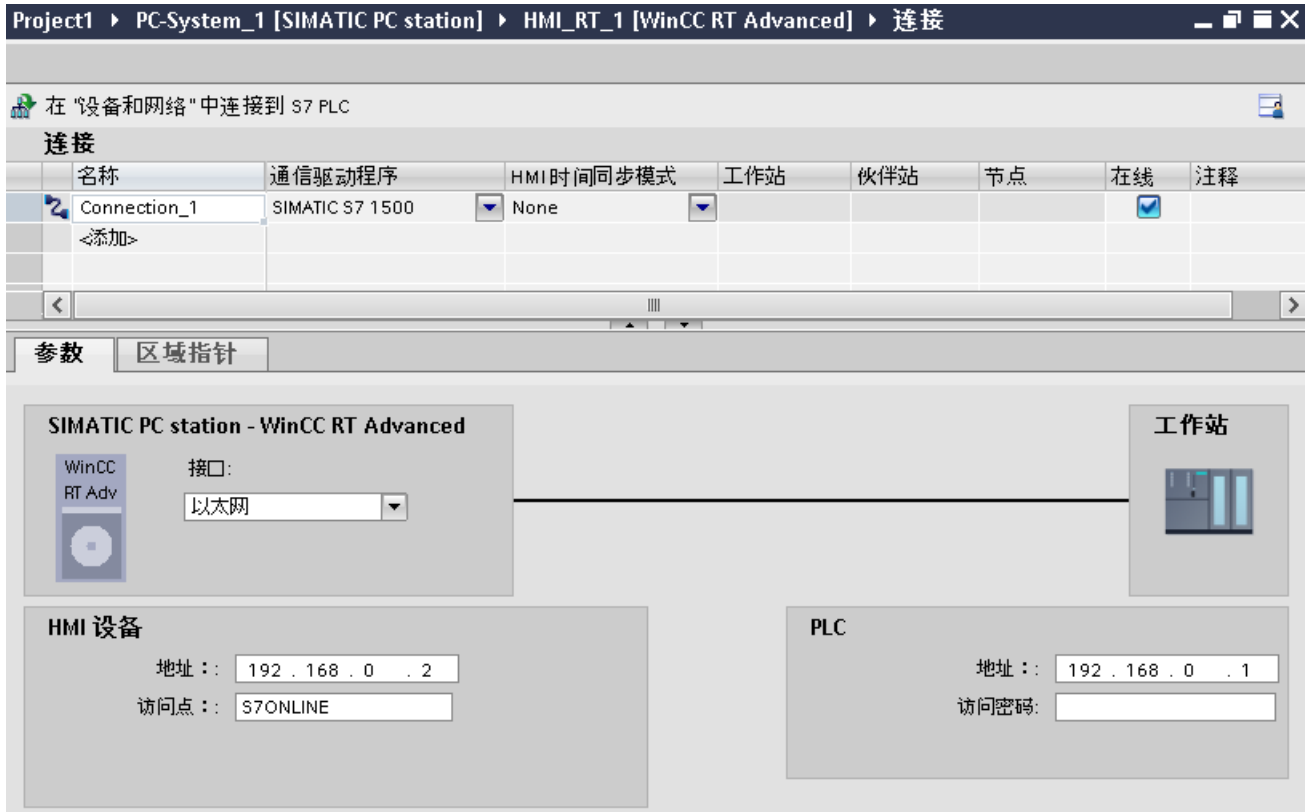 Project1 ▸ PC-System_1 [SIMATIC PC station] ▸ HMI_RT_1 [WinCC RT Advanced] ▸ 连接
在 "设备和网络" 中连接到 S7 PLC
连接
名称 通信驱动程序 HMI时间同步模式 工作站 伙伴站 节点 在线 注释
Connection_1 SIMATIC S7 1500 None
<添加>
参数 区域指针
SIMATIC PC station - WinCC RT Advanced 工作站
WinCC 接口:
RT Adv
以太网
HMI 设备 PLC
地址：: 192 . 168 . 0 . 2 地址：: 192 . 168 . 0 . 1
访问点：: S7ONLINE 访问密码: